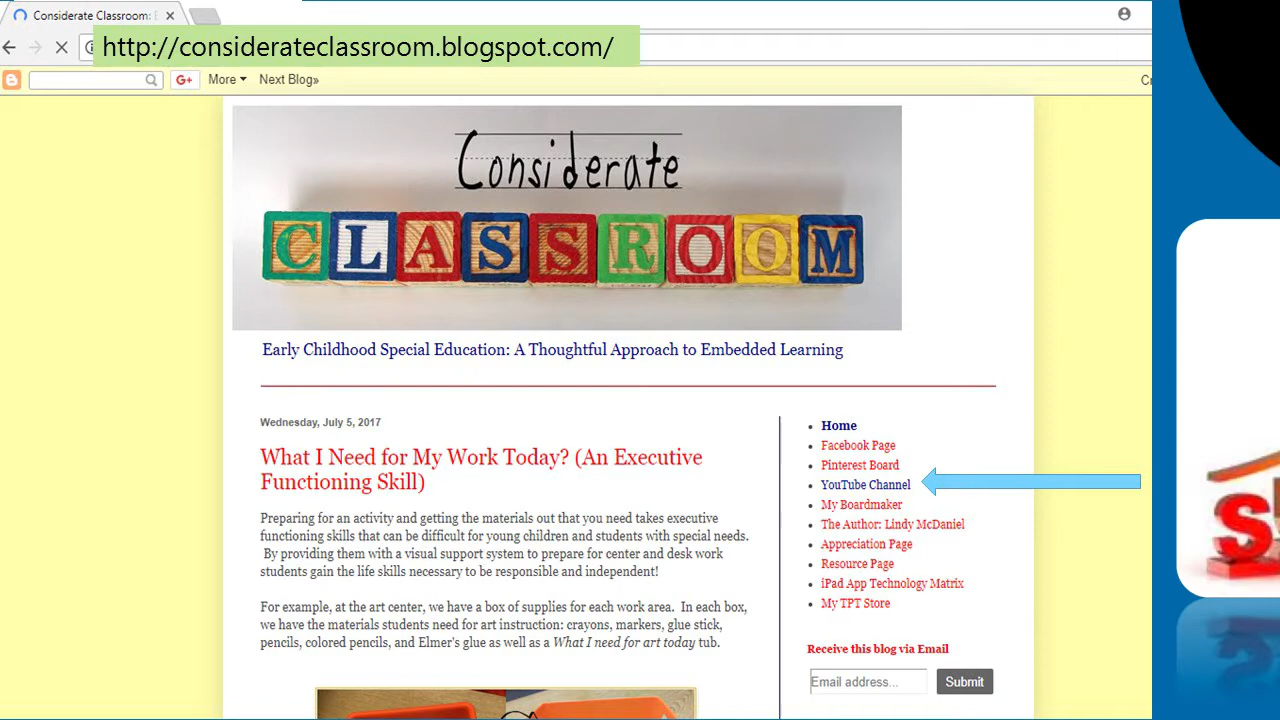 Considerate Classroom:
http://considerateclassroom.blogspot.com/
G+ More Next Blog»
Considerate
CLASSROOM
Early Childhood Special Education: A Thoughtful Approach to Embedded Learning
Wednesday, July 5, 2017
What I Need for My Work Today? (An Executive
Functioning Skill)
Preparing for an activity and getting the materials out that you need takes executive
functioning skills that can be difficult for young children and students with special needs.
By providing them with a visual support system to prepare for center and desk work
students gain the life skills necessary to be responsible and independent!
For example, at the art center, we have a box of supplies for each work area. In each box,
we have the materials students need for art instruction: crayons, markers, glue stick,
pencils, colored pencils, and Elmer's glue as well as a What I need for art today tub.
Home
Facebook Page
Pinterest Board
YouTube Channel
My Boardmaker
The Author: Lindy McDaniel
Appreciation Page
Resource Page
iPad App Technology Matrix
My TPT Store
Receive this blog via Email
Email address... Submit